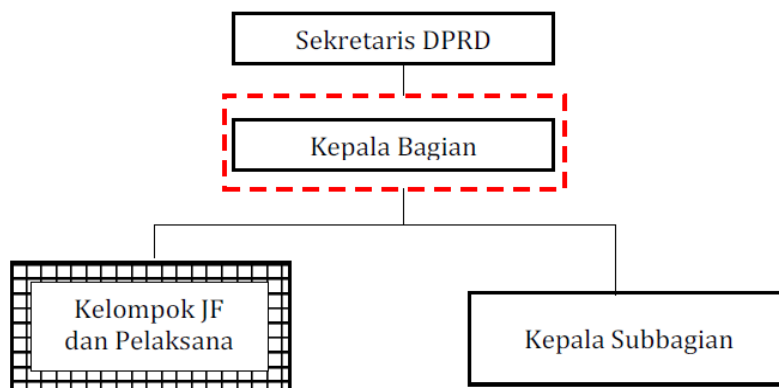 Sekretaris DPRD
Kepala Bagian
Kelompok JF
dan Pelaksana
Kepala Subbagian